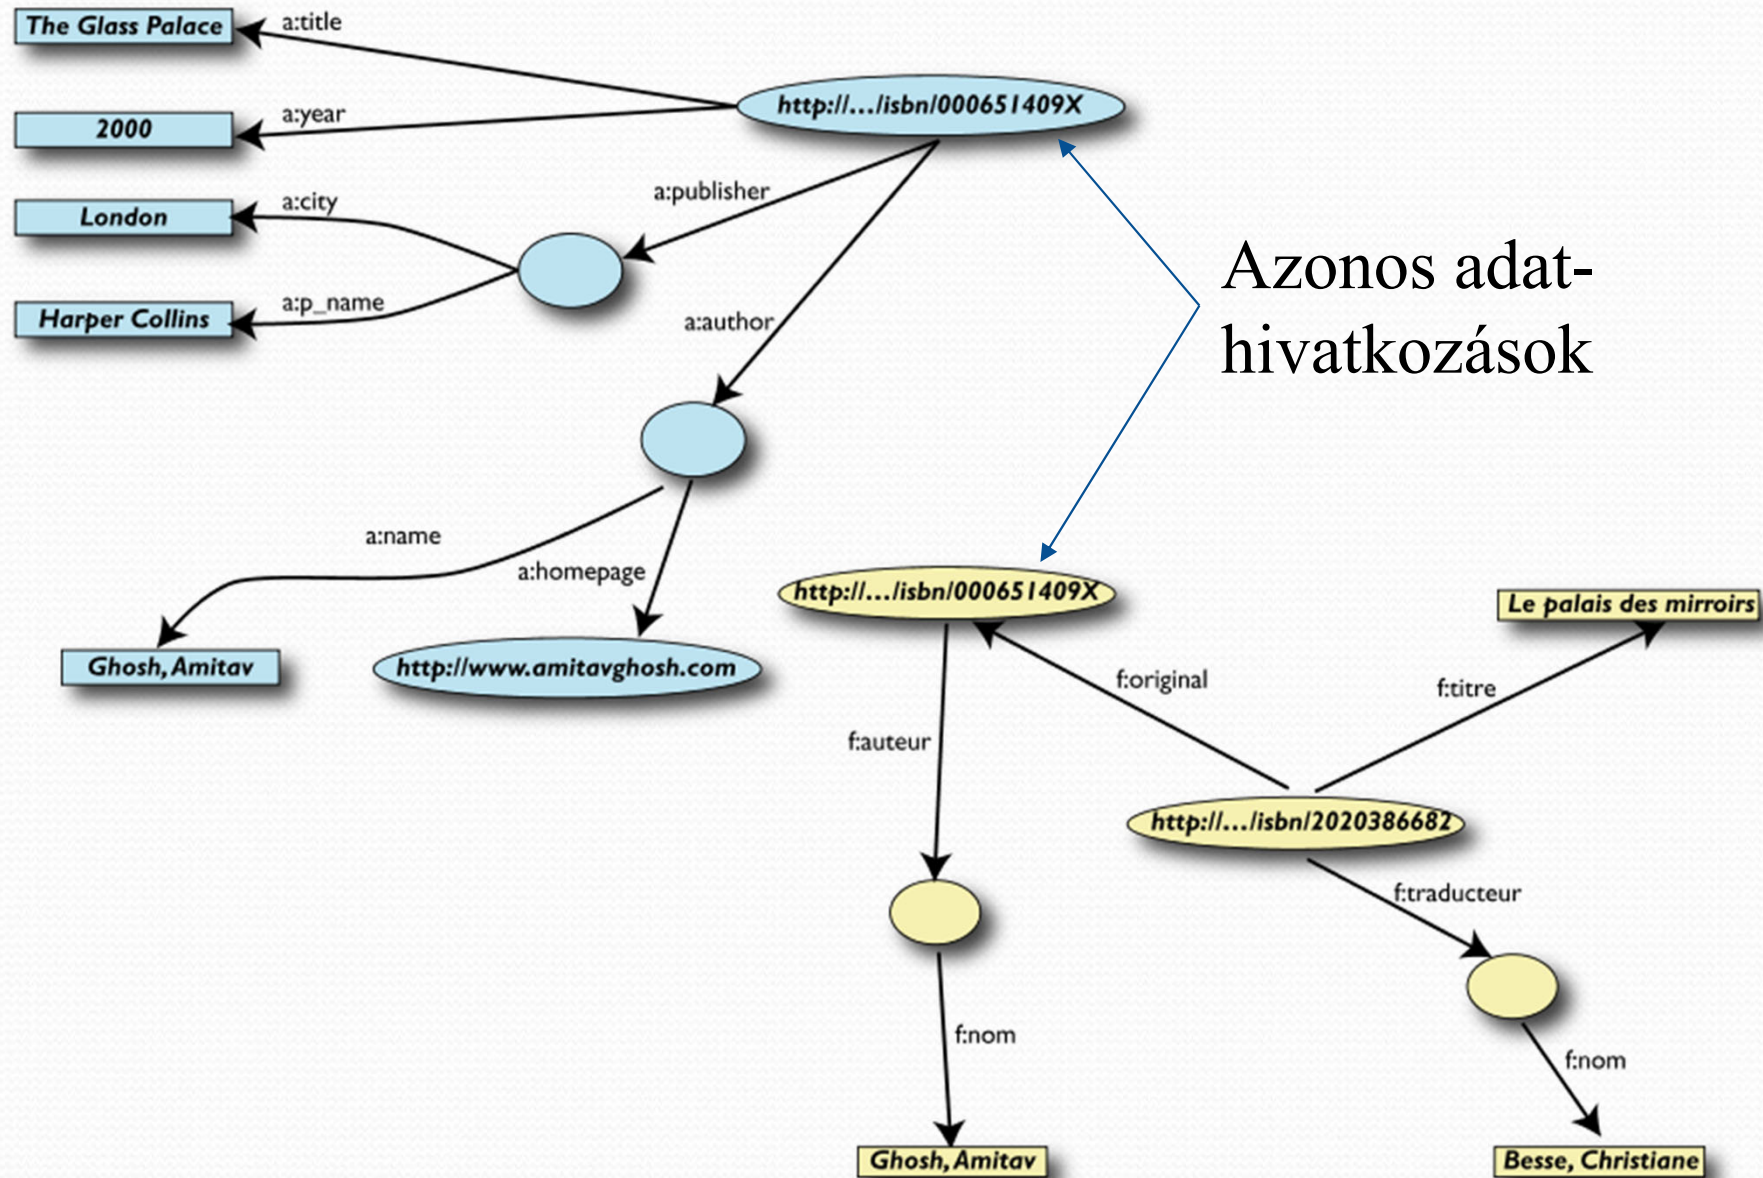 The Glass Palace
a:title
http://.../isbn/000651409X
2000
a:year
a:publisher
London
a:city
Harper Collins
a:p_name
a:author
Azonos adat-
hivatkozások
a:name
a:homepage
Ghosh, Amitav
http://www.amitavghosh.com
http://.../isbn/000651409X
Le palais des mirroirs
f:original
f:titre
f:auteur
http://.../isbn/2020386682
f:traducteur
f:nom
f:nom
Ghosh, Amitav
Besse, Christiane